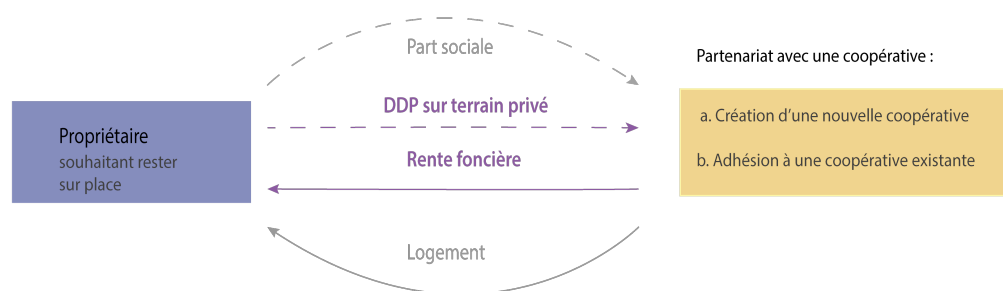 Part sociale
Partenariat avec une coopérative :
DDP sur terrain privé
Propriétaire
souhaitant rester
sur place
Rente foncière
a. Création d'une nouvelle coopérative
b. Adhésion à une coopérative existante
Logement